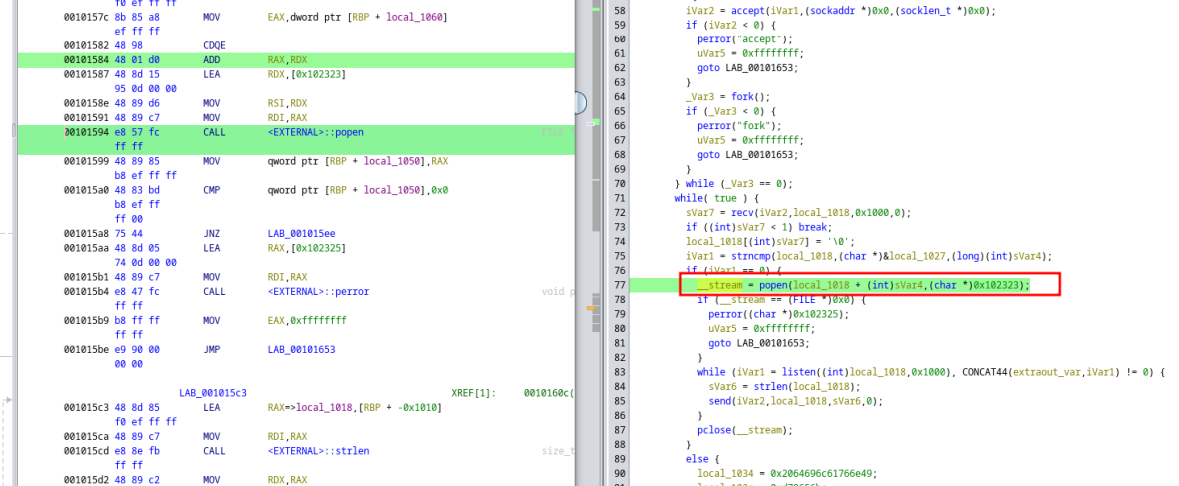 f0 ef ff ff
0010157c 8b 85 a8 MOV EAX,dword ptr [RBP + local_1060]
ef ff ff
00101582 48 98 CDQE
00101584 48 01 d0 ADD RAX,RDX
00101587 48 8d 15 LEA RDX,[0x102323]
95 0d 00 00
0010158e 48 89 d6 MOV RSI,RDX
00101591 48 89 c7 MOV RDI,RAX
00101594 e8 57 fc CALL <EXTERNAL>::popen FILE *
ff ff
00101599 48 89 85 MOV qword ptr [RBP + local_1050],RAX
b8 ef ff ff
001015a0 48 83 bd CMP qword ptr [RBP + local_1050],0x0
b8 ef ff
ff 00
001015a8 75 44 JNZ LAB_001015ee
001015aa 48 8d 05 LEA RAX,[0x102325]
74 0d 00 00
001015b1 48 89 c7 MOV RDI,RAX
001015b4 e8 47 fc CALL <EXTERNAL>::perror void p
ff ff
001015b9 b8 ff ff MOV EAX,0xffffffff
ff ff
001015be e9 90 00 JMP LAB_00101653
00 00
LAB_001015c3 XREF[1]: 0010160c(
001015c3 48 8d 85 LEA RAX=>local_1018,[RBP + -0x1010]
f0 ef ff ff
001015ca 48 89 c7 MOV RDI,RAX
001015cd e8 8e fb CALL <EXTERNAL>::strlen size_t
ff ff
001015d2 48 89 c2 MOV RDX,RAX
58 iVar2 = accept(iVar1,(sockaddr *)0x0,(socklen_t *)0x0);
59 if (iVar2 < 0) {
60 perror("accept");
61 uVar5 = 0xffffffff;
62 goto LAB_00101653;
63 }
64 _Var3 = fork();
65 if (_Var3 < 0) {
66 perror("fork");
67 uVar5 = 0xffffffff;
68 goto LAB_00101653;
69 }
70 } while (_Var3 == 0);
71 while( true ) {
72 sVar7 = recv(iVar2,local_1018,0x1000,0);
73 if ((int)sVar7 < 1) break;
74 local_1018[(int)sVar7] = '\0';
75 iVar1 = strncmp(local_1018,(char *)&local_1027,(long)(int)sVar4);
76 if (iVar1 == 0) {
77 __stream = popen(local_1018 + (int)sVar4,(char *)0x102323);
78 if (__stream == (FILE *)0x0) {
79 perror((char *)0x102325);
80 uVar5 = 0xffffffff;
81 goto LAB_00101653;
82 }
83 while (iVar1 = listen((int)local_1018,0x1000), CONCAT44(extraout_var,iVar1) != 0) {
84 sVar6 = strlen(local_1018);
85 send(iVar2,local_1018,sVar6,0);
86 }
87 pclose(__stream);
88 }
89 else {
90 local_1034 = 0x2064696c61766e49;